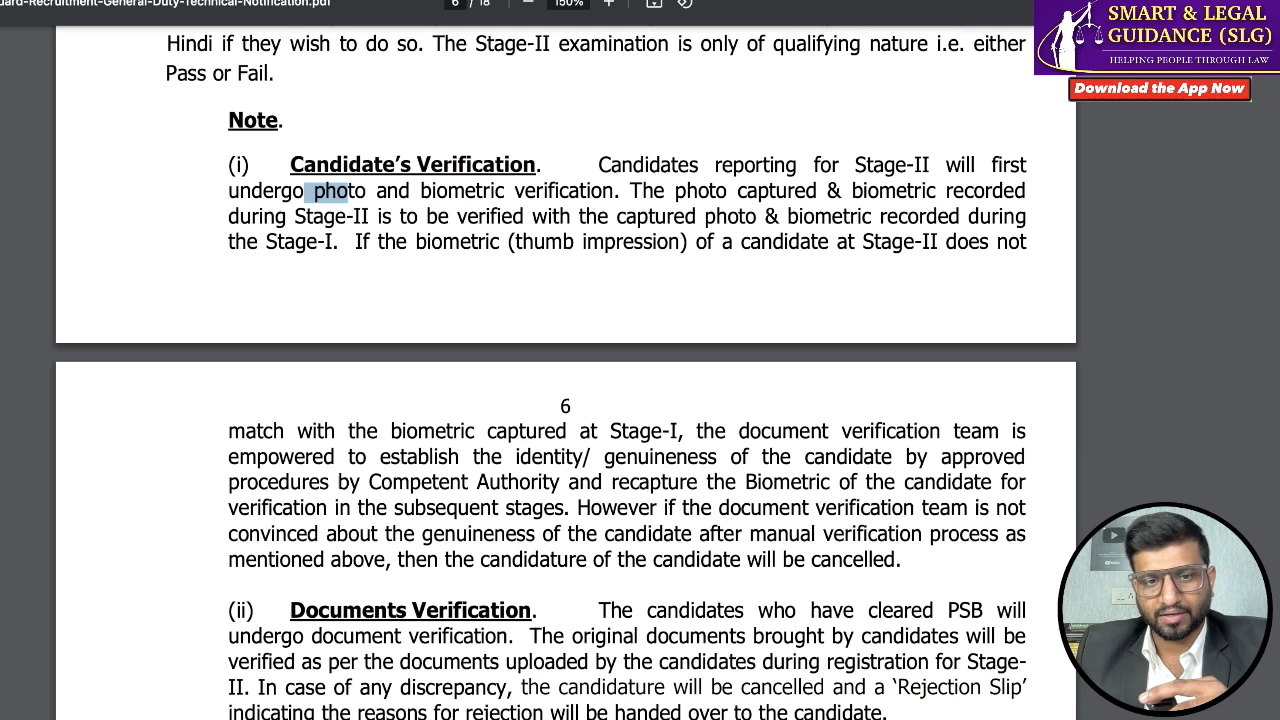 uard-Recruitment-General-Duty-Technical-Notification.pdf
6 / 18
150%
SMART & LEGAL
GUIDANCE (SLG)
HELPING PEOPLE THROUGH LAW
Download the App Now
Hindi if they wish to do so. The Stage-II examination is only of qualifying nature i.e. either
Pass or Fail.
Note.
(i) Candidate’s Verification. Candidates reporting for Stage-II will first
undergo photo and biometric verification. The photo captured & biometric recorded
during Stage-II is to be verified with the captured photo & biometric recorded during
the Stage-I. If the biometric (thumb impression) of a candidate at Stage-II does not
6
match with the biometric captured at Stage-I, the document verification team is
empowered to establish the identity/ genuineness of the candidate by approved
procedures by Competent Authority and recapture the Biometric of the candidate for
verification in the subsequent stages. However if the document verification team is not
convinced about the genuineness of the candidate after manual verification process as
mentioned above, then the candidature of the candidate will be cancelled.
(ii) Documents Verification. The candidates who have cleared PSB will
undergo document verification. The original documents brought by candidates will be
verified as per the documents uploaded by the candidates during registration for Stage-
II. In case of any discrepancy, the candidature will be cancelled and a ‘Rejection Slip’
indicating the reasons for rejection will be handed over to the candidate.